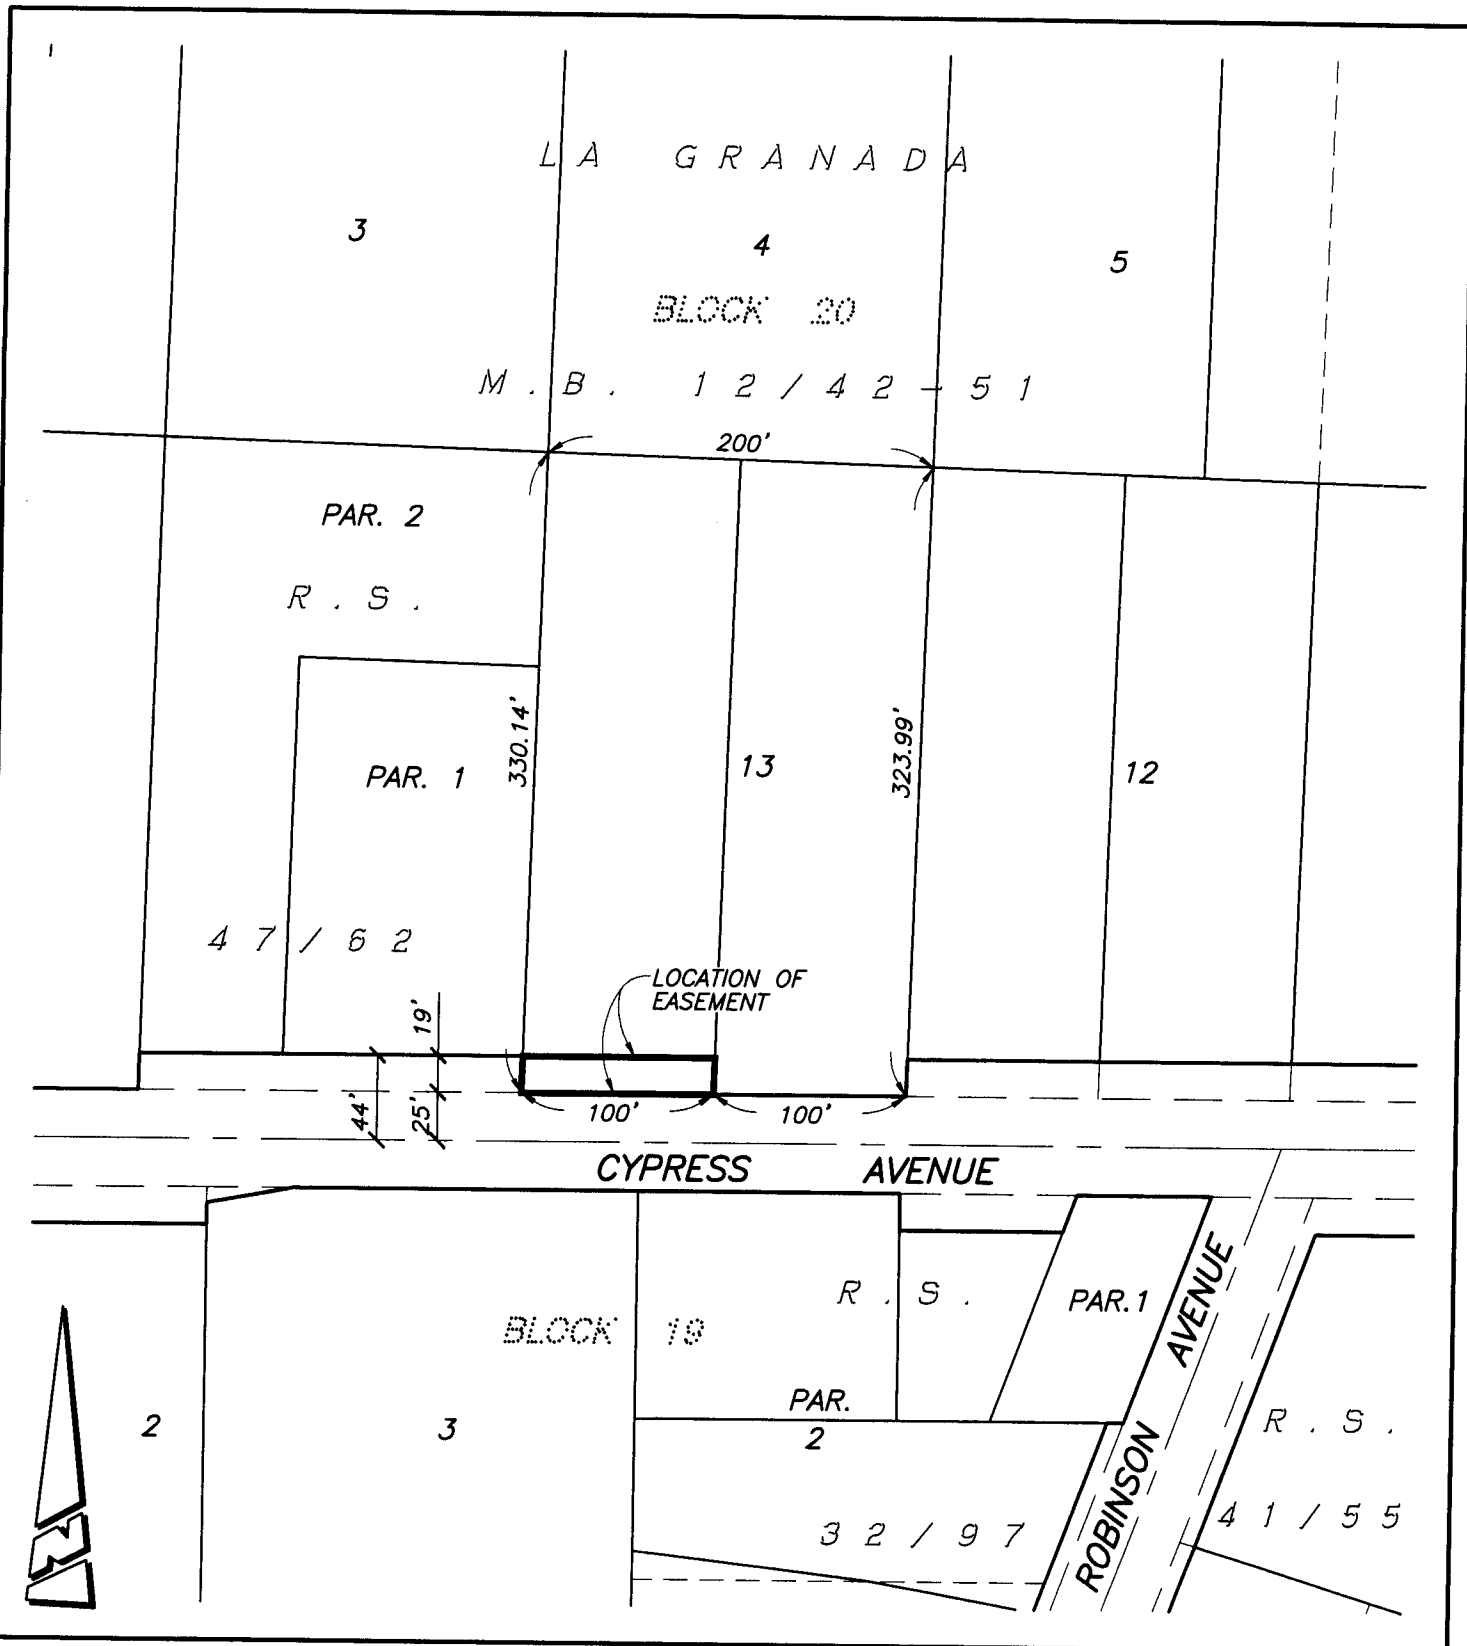 LA GRANADA
3
4
5
BLOCK 20
M.B. 12/42-51
200'
PAR. 2
R.S.
330.14'
323.99'
PAR. 1
13
12
47/62
LOCATION OF
EASEMENT
19'
44'
25'
100'
100'
CYPRESS AVENUE
R.S.
PAR.1
BLOCK 19
ROBINSON AVENUE
PAR.
2
2
3
R.S.
32/97
41/55
N